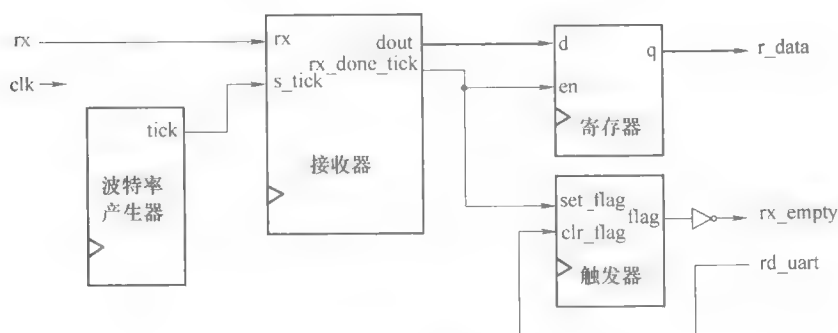 rx
clk
tick
波特率
产生器
rx
dout
rx_done_tick
s_tick
接收器
d
q
en
寄存器
r_data
set_flag
flag
clr_flag
触发器
rx_empty
rd_uart